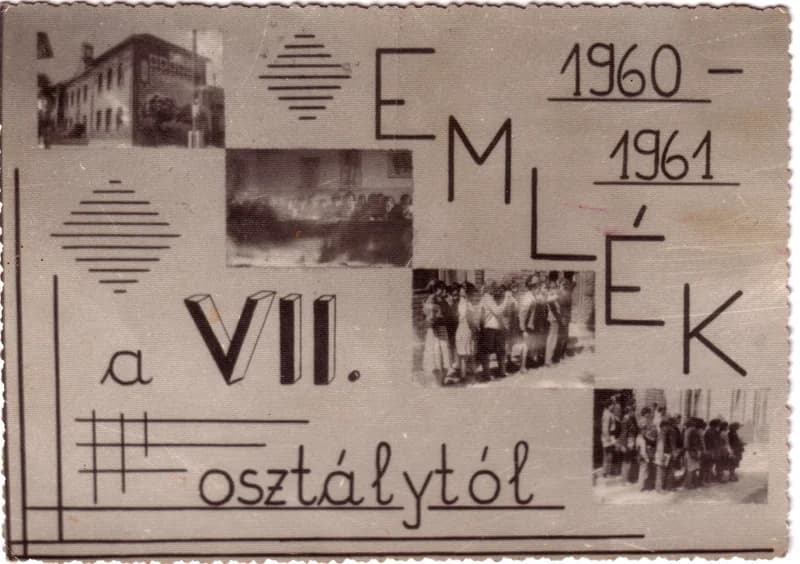 EMLÉK
1960-
1961
a VII.
osztálytól